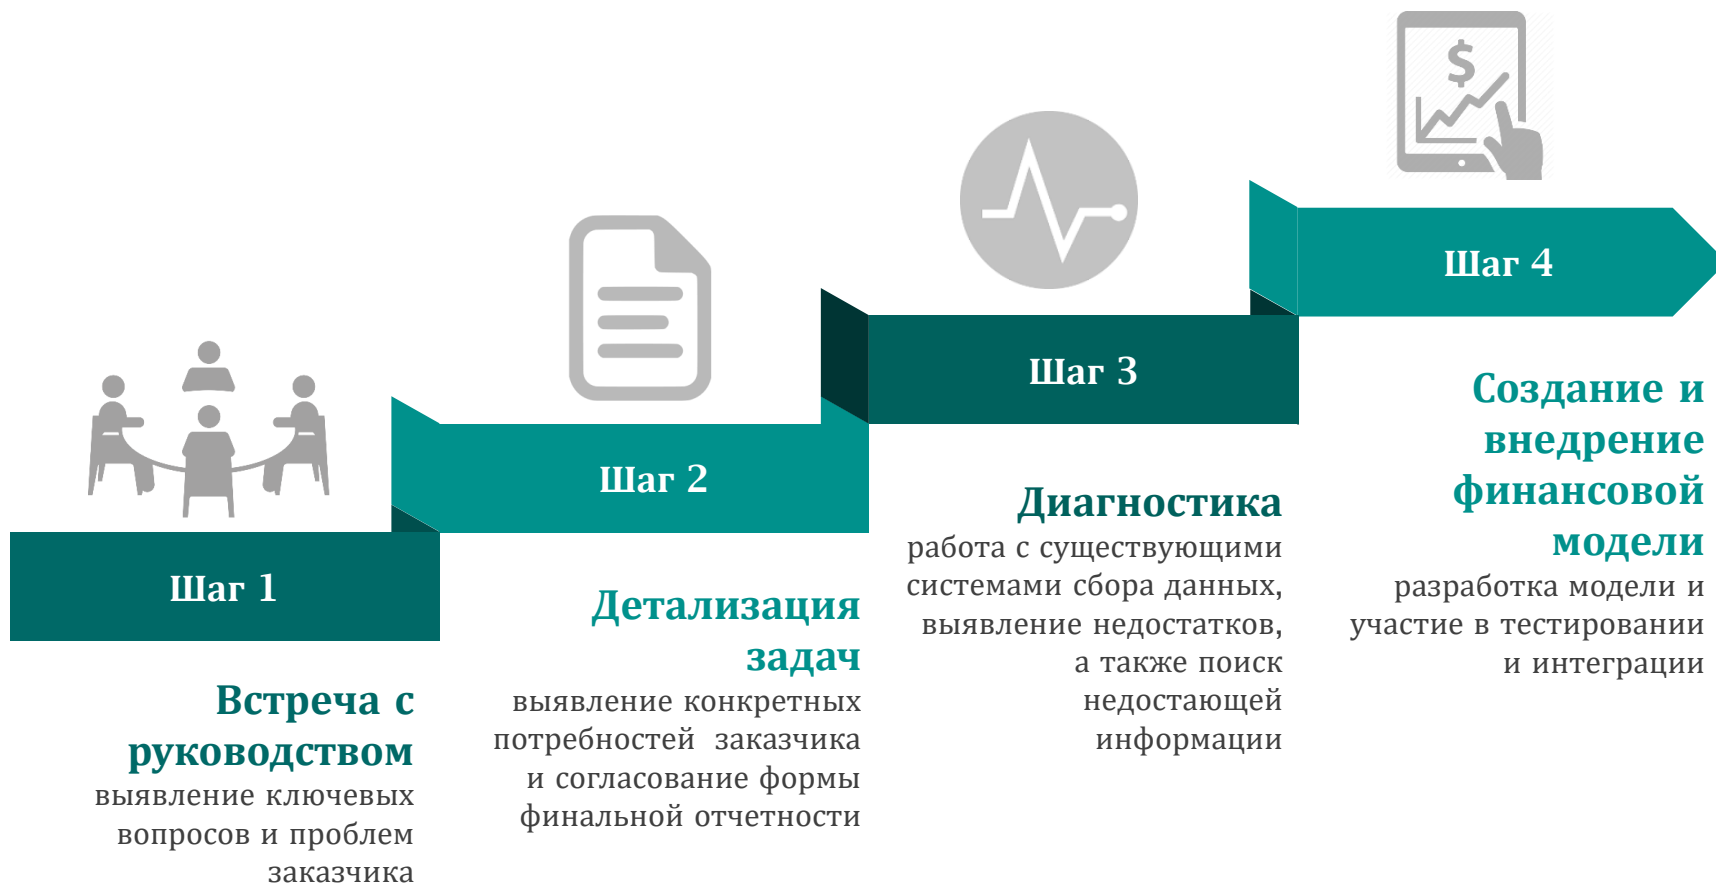 Шаг 1
Встреча с
руководством
выявление ключевых
вопросов и проблем
заказчика
Шаг 2
Детализация
задач
выявление конкретных
потребностей заказчика
и согласование формы
финальной отчетности
Шаг 3
Диагностика
работа с существующими
системами сбора данных,
выявление недостатков,
а также поиск
недостающей
информации
$
Шаг 4
Создание и
внедрение
финансовой
модели
разработка модели и
участие в тестировании
и интеграции